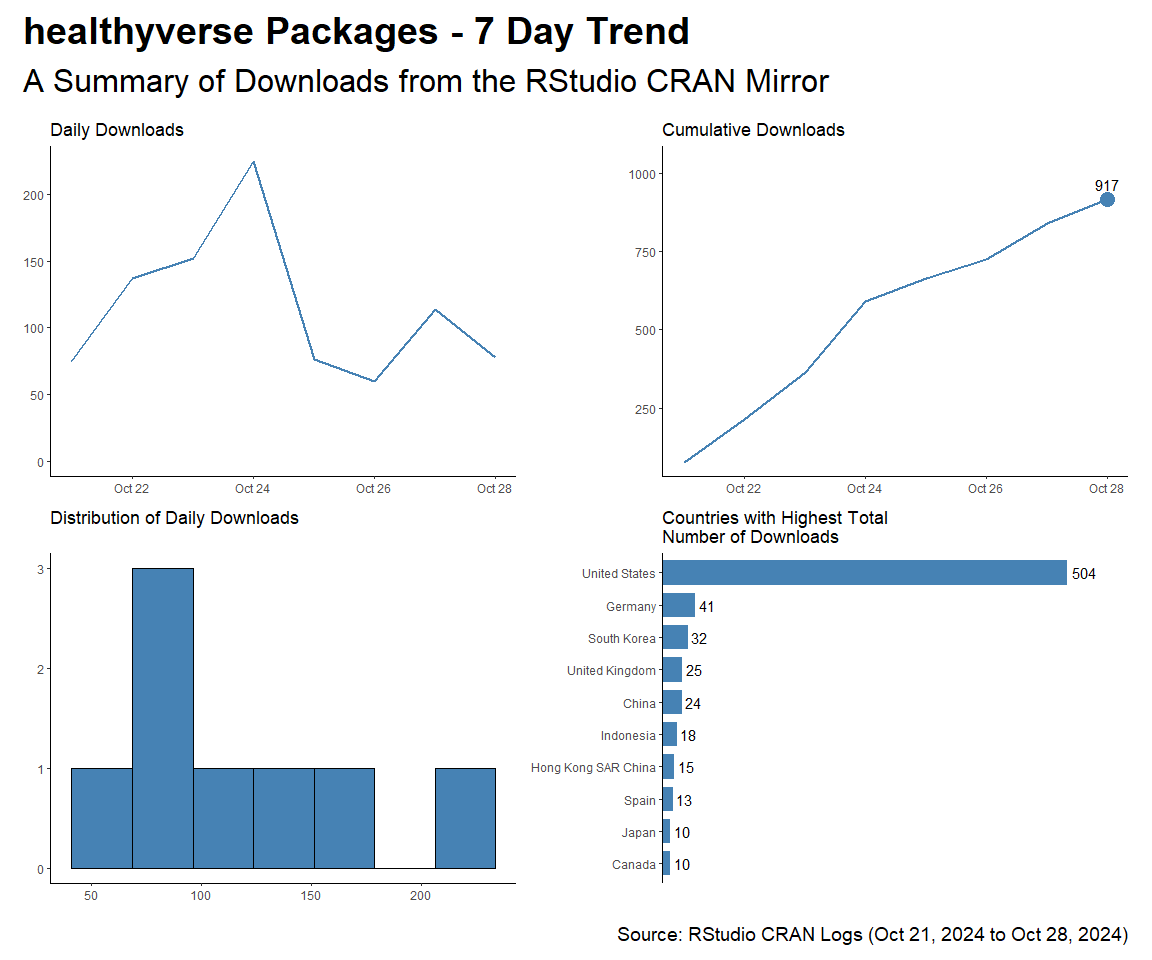 healthyverse Packages - 7 Day Trend
A Summary of Downloads from the RStudio CRAN Mirror
Daily Downloads
200
150
100
50
0
Oct 22
Oct 24
Oct 26
Oct 28
Cumulative Downloads
1000
750
500
250
917
Oct 22
Oct 24
Oct 26
Oct 28
Distribution of Daily Downloads
3
2
1
0
50
100
150
200
Countries with Highest Total
Number of Downloads
United States 504
Germany 41
South Korea 32
United Kingdom 25
China 24
Indonesia 18
Hong Kong SAR China 15
Spain 13
Japan 10
Canada 10
Source: RStudio CRAN Logs (Oct 21, 2024 to Oct 28, 2024)